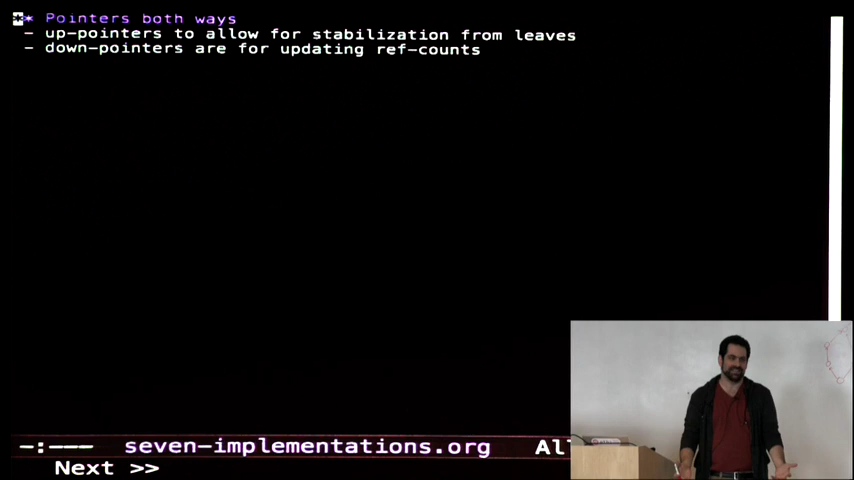 ** Pointers both ways
- up-pointers to allow for stabilization from leaves
- down-pointers are for updating ref-counts
-:--- seven-implementations.org Al
Next >>